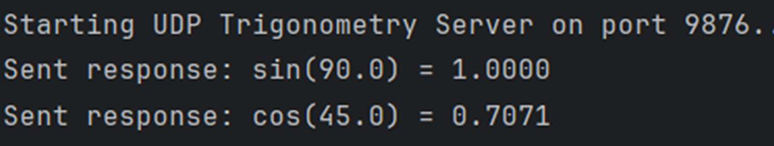 Starting UDP Trigonometry Server on port 9876..
Sent response: sin(90.0) = 1.0000
Sent response: cos(45.0) = 0.7071